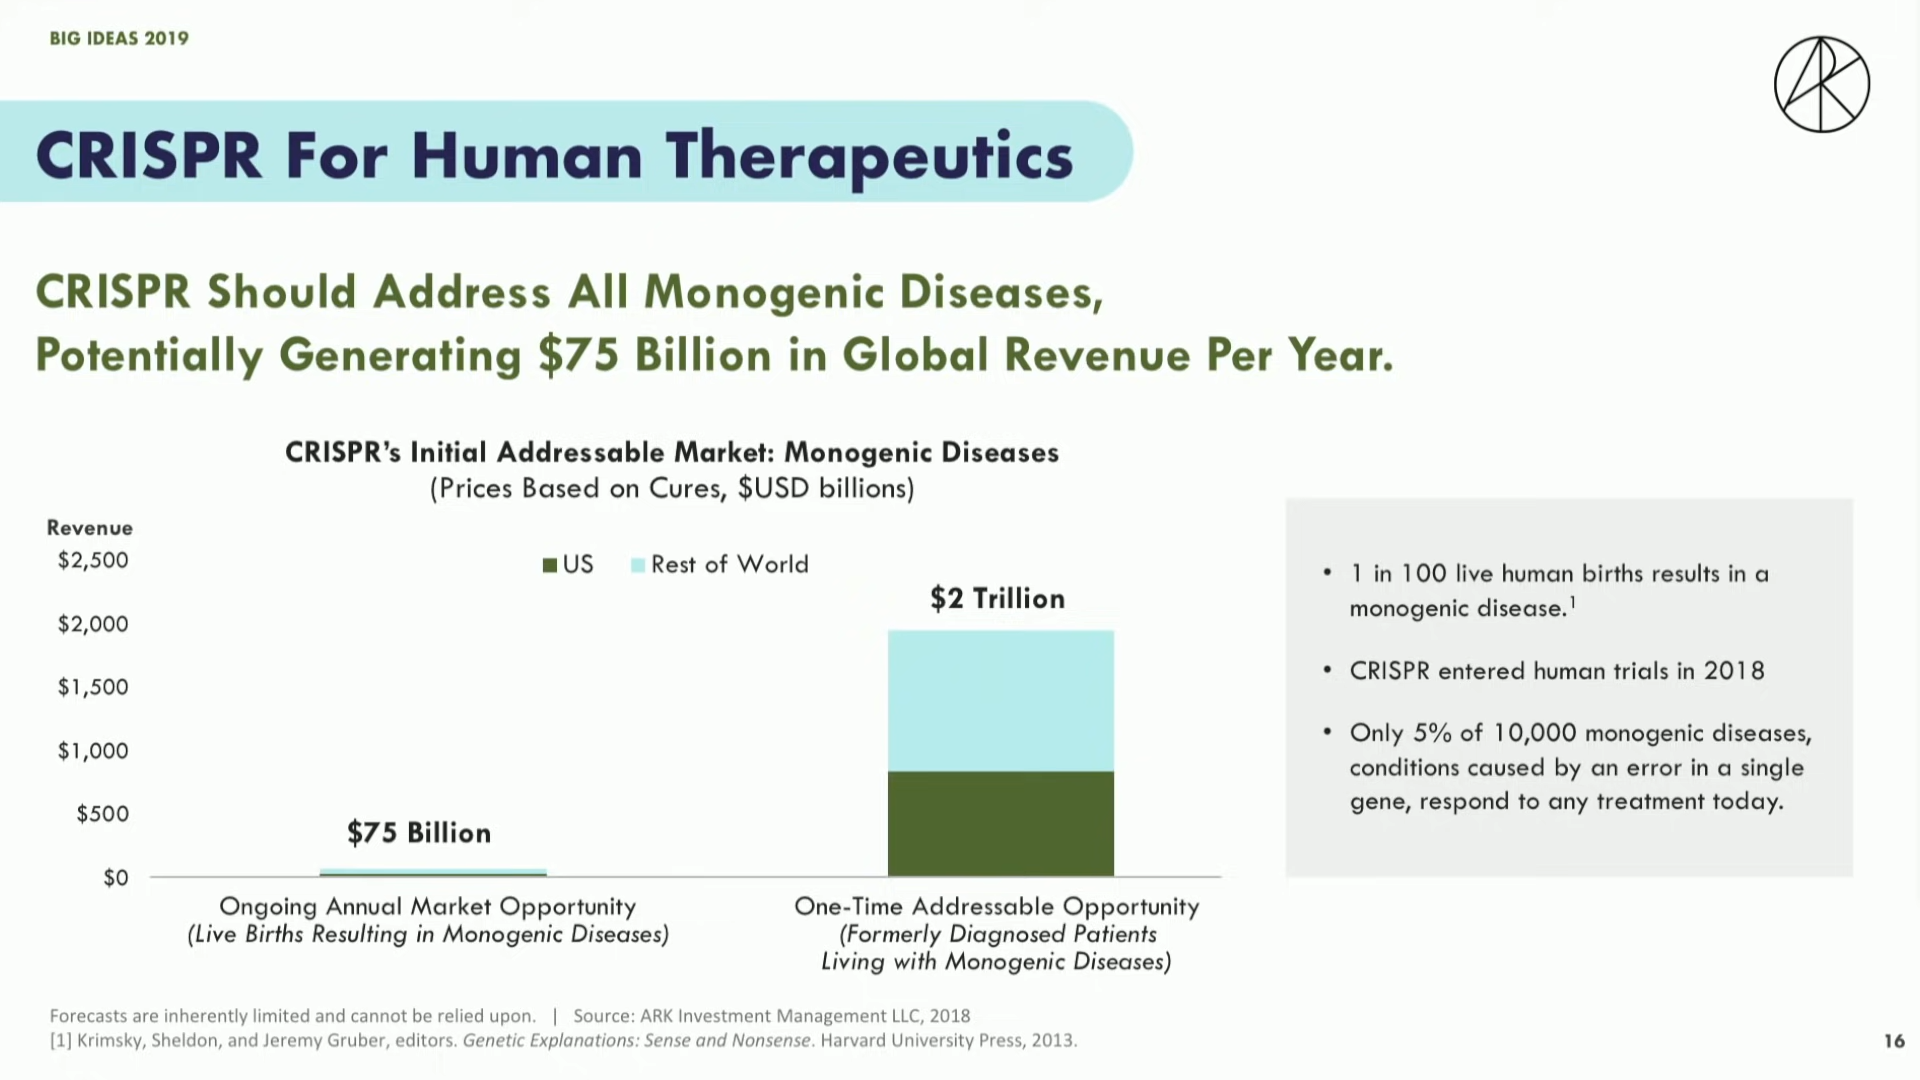 BIG IDEAS 2019
CRISPR For Human Therapeutics
CRISPR Should Address All Monogenic Diseases,
Potentially Generating $75 Billion in Global Revenue Per Year.
CRISPR’s Initial Addressable Market: Monogenic Diseases
(Prices Based on Cures, $USD billions)
Revenue
$2,500
$2,000
$1,500
$1,000
$500
$0
US
Rest of World
$75 Billion
$2 Trillion
Ongoing Annual Market Opportunity
(Live Births Resulting in Monogenic Diseases)
One-Time Addressable Opportunity
(Formerly Diagnosed Patients
Living with Monogenic Diseases)
• 1 in 100 live human births results in a
monogenic disease.¹
• CRISPR entered human trials in 2018
• Only 5% of 10,000 monogenic diseases,
conditions caused by an error in a single
gene, respond to any treatment today.
Forecasts are inherently limited and cannot be relied upon. | Source: ARK Investment Management LLC, 2018
[1] Krimsky, Sheldon, and Jeremy Gruber, editors. Genetic Explanations: Sense and Nonsense. Harvard University Press, 2013.
16